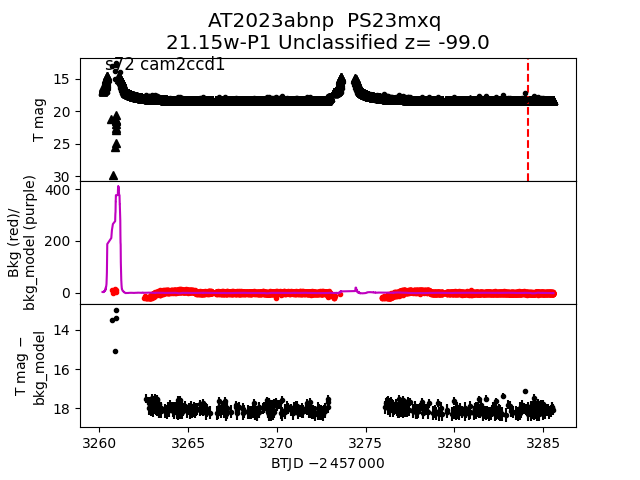 AT2023abnp PS23mxq
21.15w-P1 Unclassified z= -99.0
s72 cam2ccd1
T mag
15
20
25
30
Bkg (red)/
bkg_model (purple)
400
200
0
T mag −
bkg_model
14
16
18
3260 3265 3270 3275 3280 3285
BTJD −2 457 000